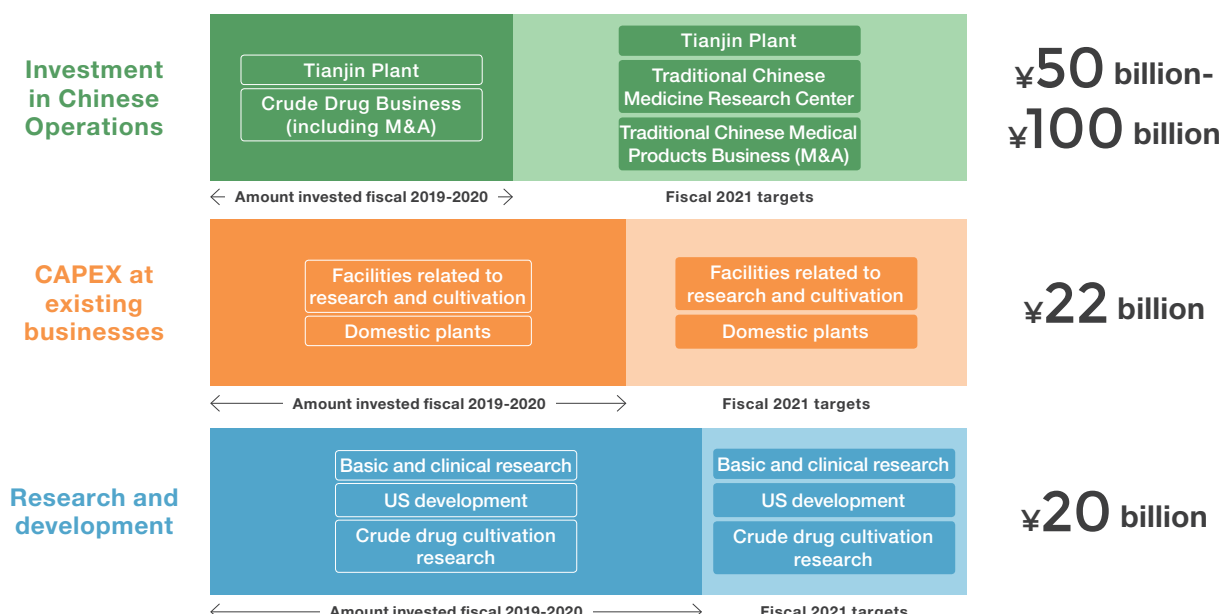 Investment
in Chinese
Operations
Tianjin Plant
Crude Drug Business
(including M&A)
Tianjin Plant
Traditional Chinese
Medicine Research Center
Traditional Chinese Medical
Products Business (M&A)
¥50 billion-
¥100 billion
Amount invested fiscal 2019-2020
Fiscal 2021 targets
CAPEX at
existing
businesses
Facilities related to
research and cultivation
Domestic plants
Facilities related to
research and cultivation
Domestic plants
¥22 billion
Amount invested fiscal 2019-2020
Fiscal 2021 targets
Research and
development
Basic and clinical research
US development
Crude drug cultivation
research
Basic and clinical research
US development
Crude drug cultivation
research
¥20 billion
Amount invested fiscal 2019-2020
Fiscal 2021 targets